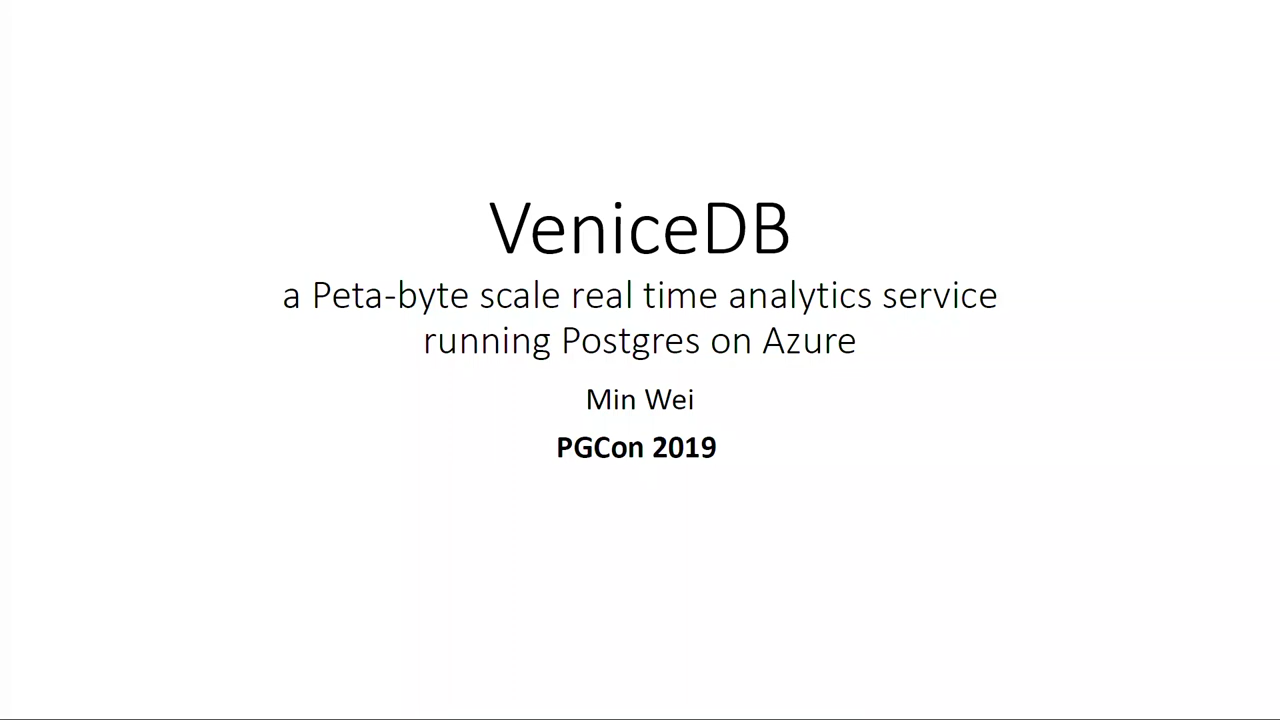 VeniceDB
a Peta-byte scale real time analytics service
running Postgres on Azure
Min Wei
PGCon 2019